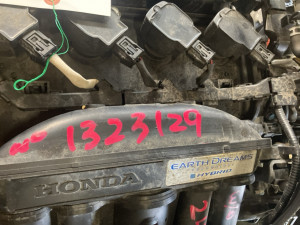 1323129
HONDA
EARTH DREAMS
HYBRID